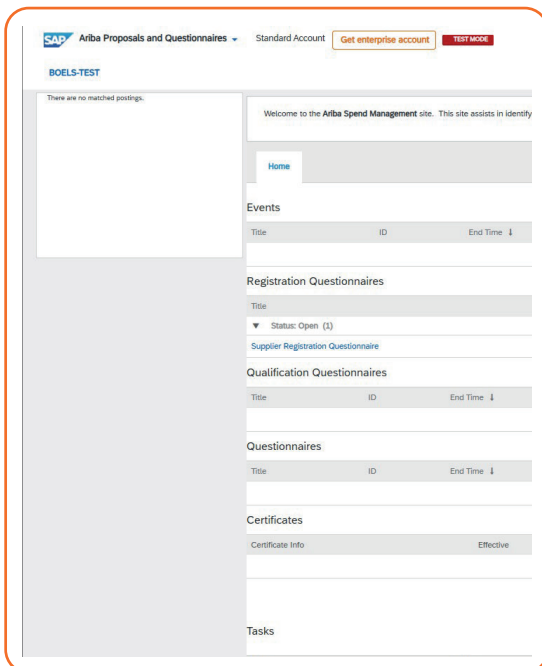 SAP Ariba Proposals and Questionnaires Standard Account Get enterprise account TEST MODE
BOELS-TEST
There are no matched postings.
Welcome to the Ariba Spend Management site. This site assists in identify
Home
Events
Title ID End Time ↓
Registration Questionnaires
Title
▼ Status: Open (1)
Supplier Registration Questionnaire
Qualification Questionnaires
Title ID End Time ↓
Questionnaires
Title ID End Time ↓
Certificates
Certificate Info Effective
Tasks